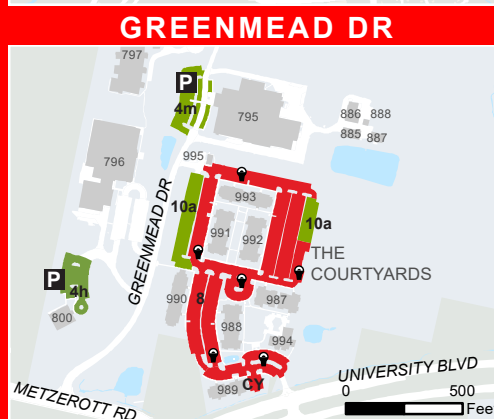 GREENMEAD DR
797
P
4m
795
886
888
885
887
796
995
GREENMEAD DR
993
10a
10a
991
992
THE
COURTYARDS
P
4h
990
8
987
800
988
994
CY
989
UNIVERSITY BLVD
METZEROTT RD
0
500
Feet